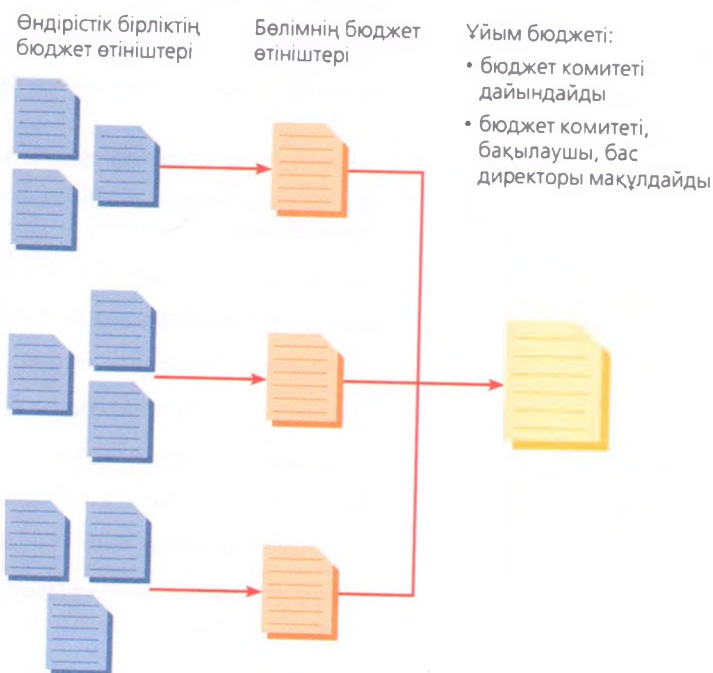 Өндірістік бірліктің
бюджет өтініштері
Бөлімнің бюджет
өтініштері
Ұйым бюджеті:
• бюджет комитеті
дайындайды
• бюджет комитеті,
бақылаушы, бас
директоры мақұлдайды